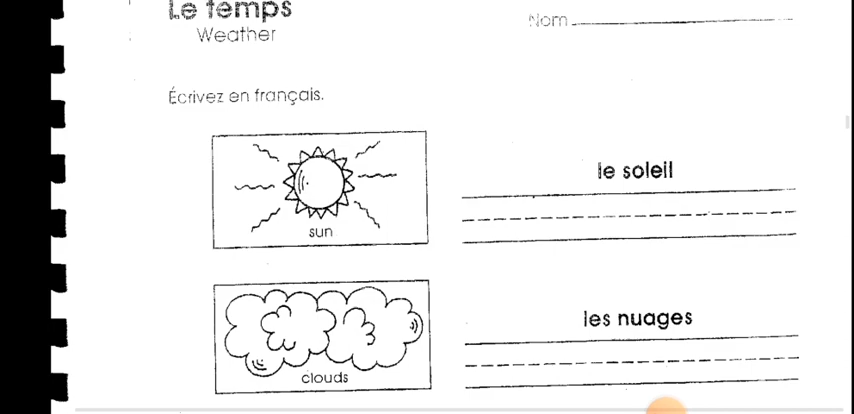 Le temps
Nom
Weather
Écrivez en français.
le soleil
sun
les nuages
clouds